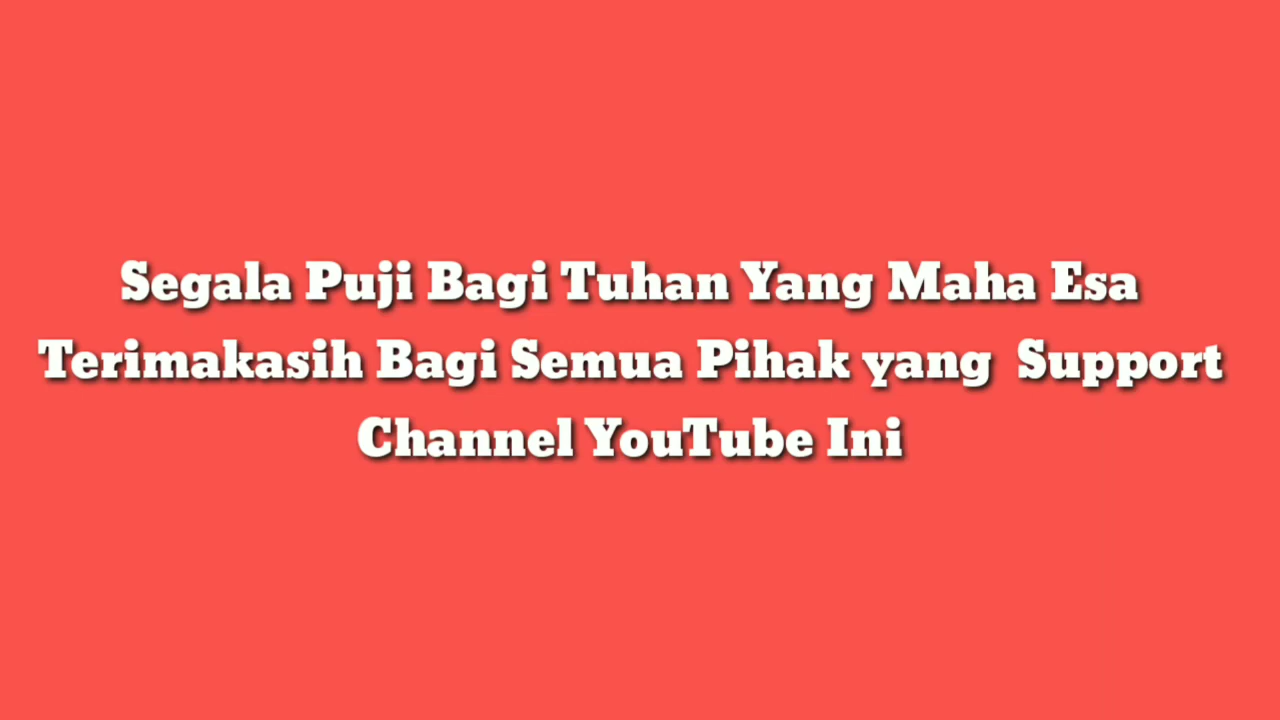 Segala Puji Bagi Tuhan Yang Maha Esa
Terimakasih Bagi Semua Pihak yang  Support
Channel YouTube Ini